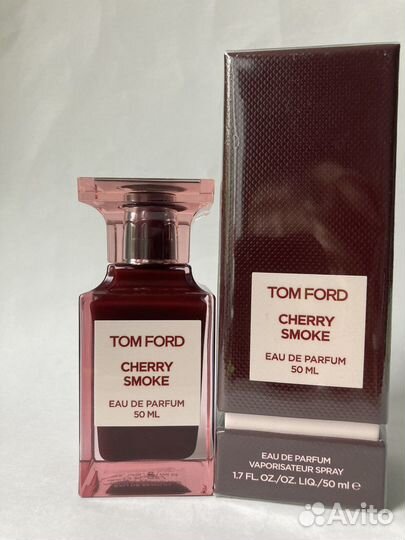 TOM FORD
CHERRY
SMOKE
EAU DE PARFUM
50 ML
TOM FORD
CHERRY
SMOKE
EAU DE PARFUM
50 ML
EAU DE PARFUM
VAPORISATEUR SPRAY
1.7 FL. OZ./OZ. LIQ./50 ml e
Avito